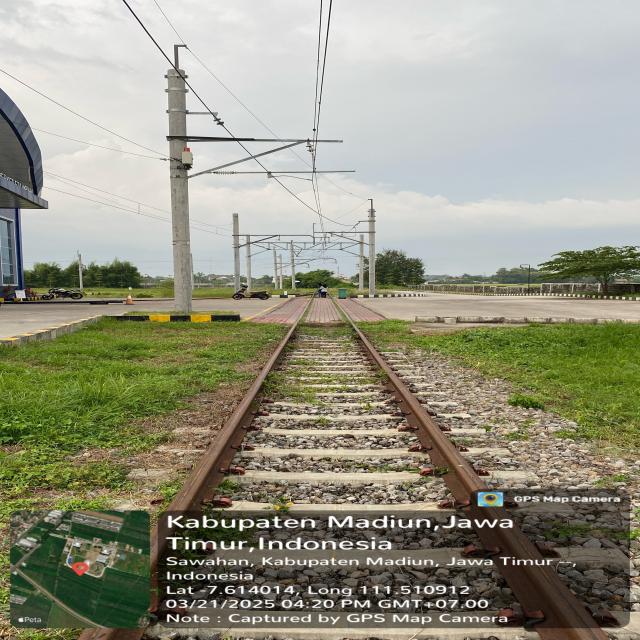 GPS Map Camera
Kabupaten Madiun,Jawa
Timur,Indonesia
Sawahan, Kabupaten Madiun, Jawa Timur --,
Indonesia
Lat -7.614014, Long 111.510912
03/21/2025 04:20 PM GMT+07.00
Note : Captured by GPS Map Camera
Peta